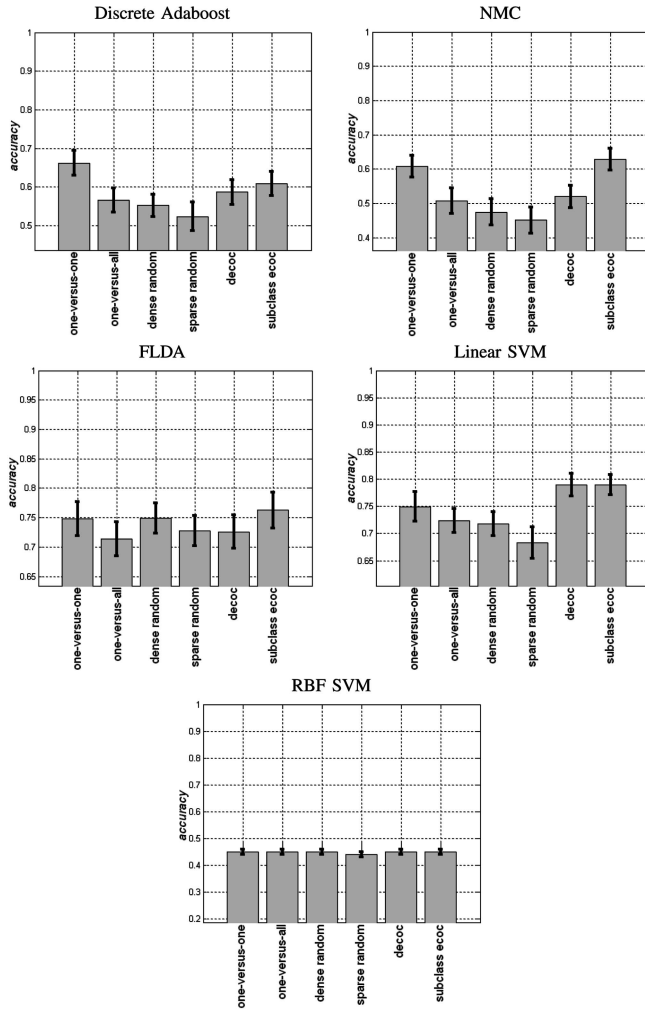 Discrete Adaboost
1
0.9
0.8
0.7
0.6
0.5
accuracy
one-versus-one
one-versus-all
dense random
sparse random
decoc
subclass ecoc
NMC
1
0.9
0.8
0.7
0.6
0.5
0.4
accuracy
one-versus-one
one-versus-all
dense random
sparse random
decoc
subclass ecoc
FLDA
1
0.95
0.9
0.85
0.8
0.75
0.7
0.65
accuracy
one-versus-one
one-versus-all
dense random
sparse random
decoc
subclass ecoc
Linear SVM
1
0.95
0.9
0.85
0.8
0.75
0.7
0.65
accuracy
one-versus-one
one-versus-all
dense random
sparse random
decoc
subclass ecoc
RBF SVM
1
0.9
0.8
0.7
0.6
0.5
0.4
0.3
0.2
accuracy
one-versus-one
one-versus-all
dense random
sparse random
decoc
subclass ecoc